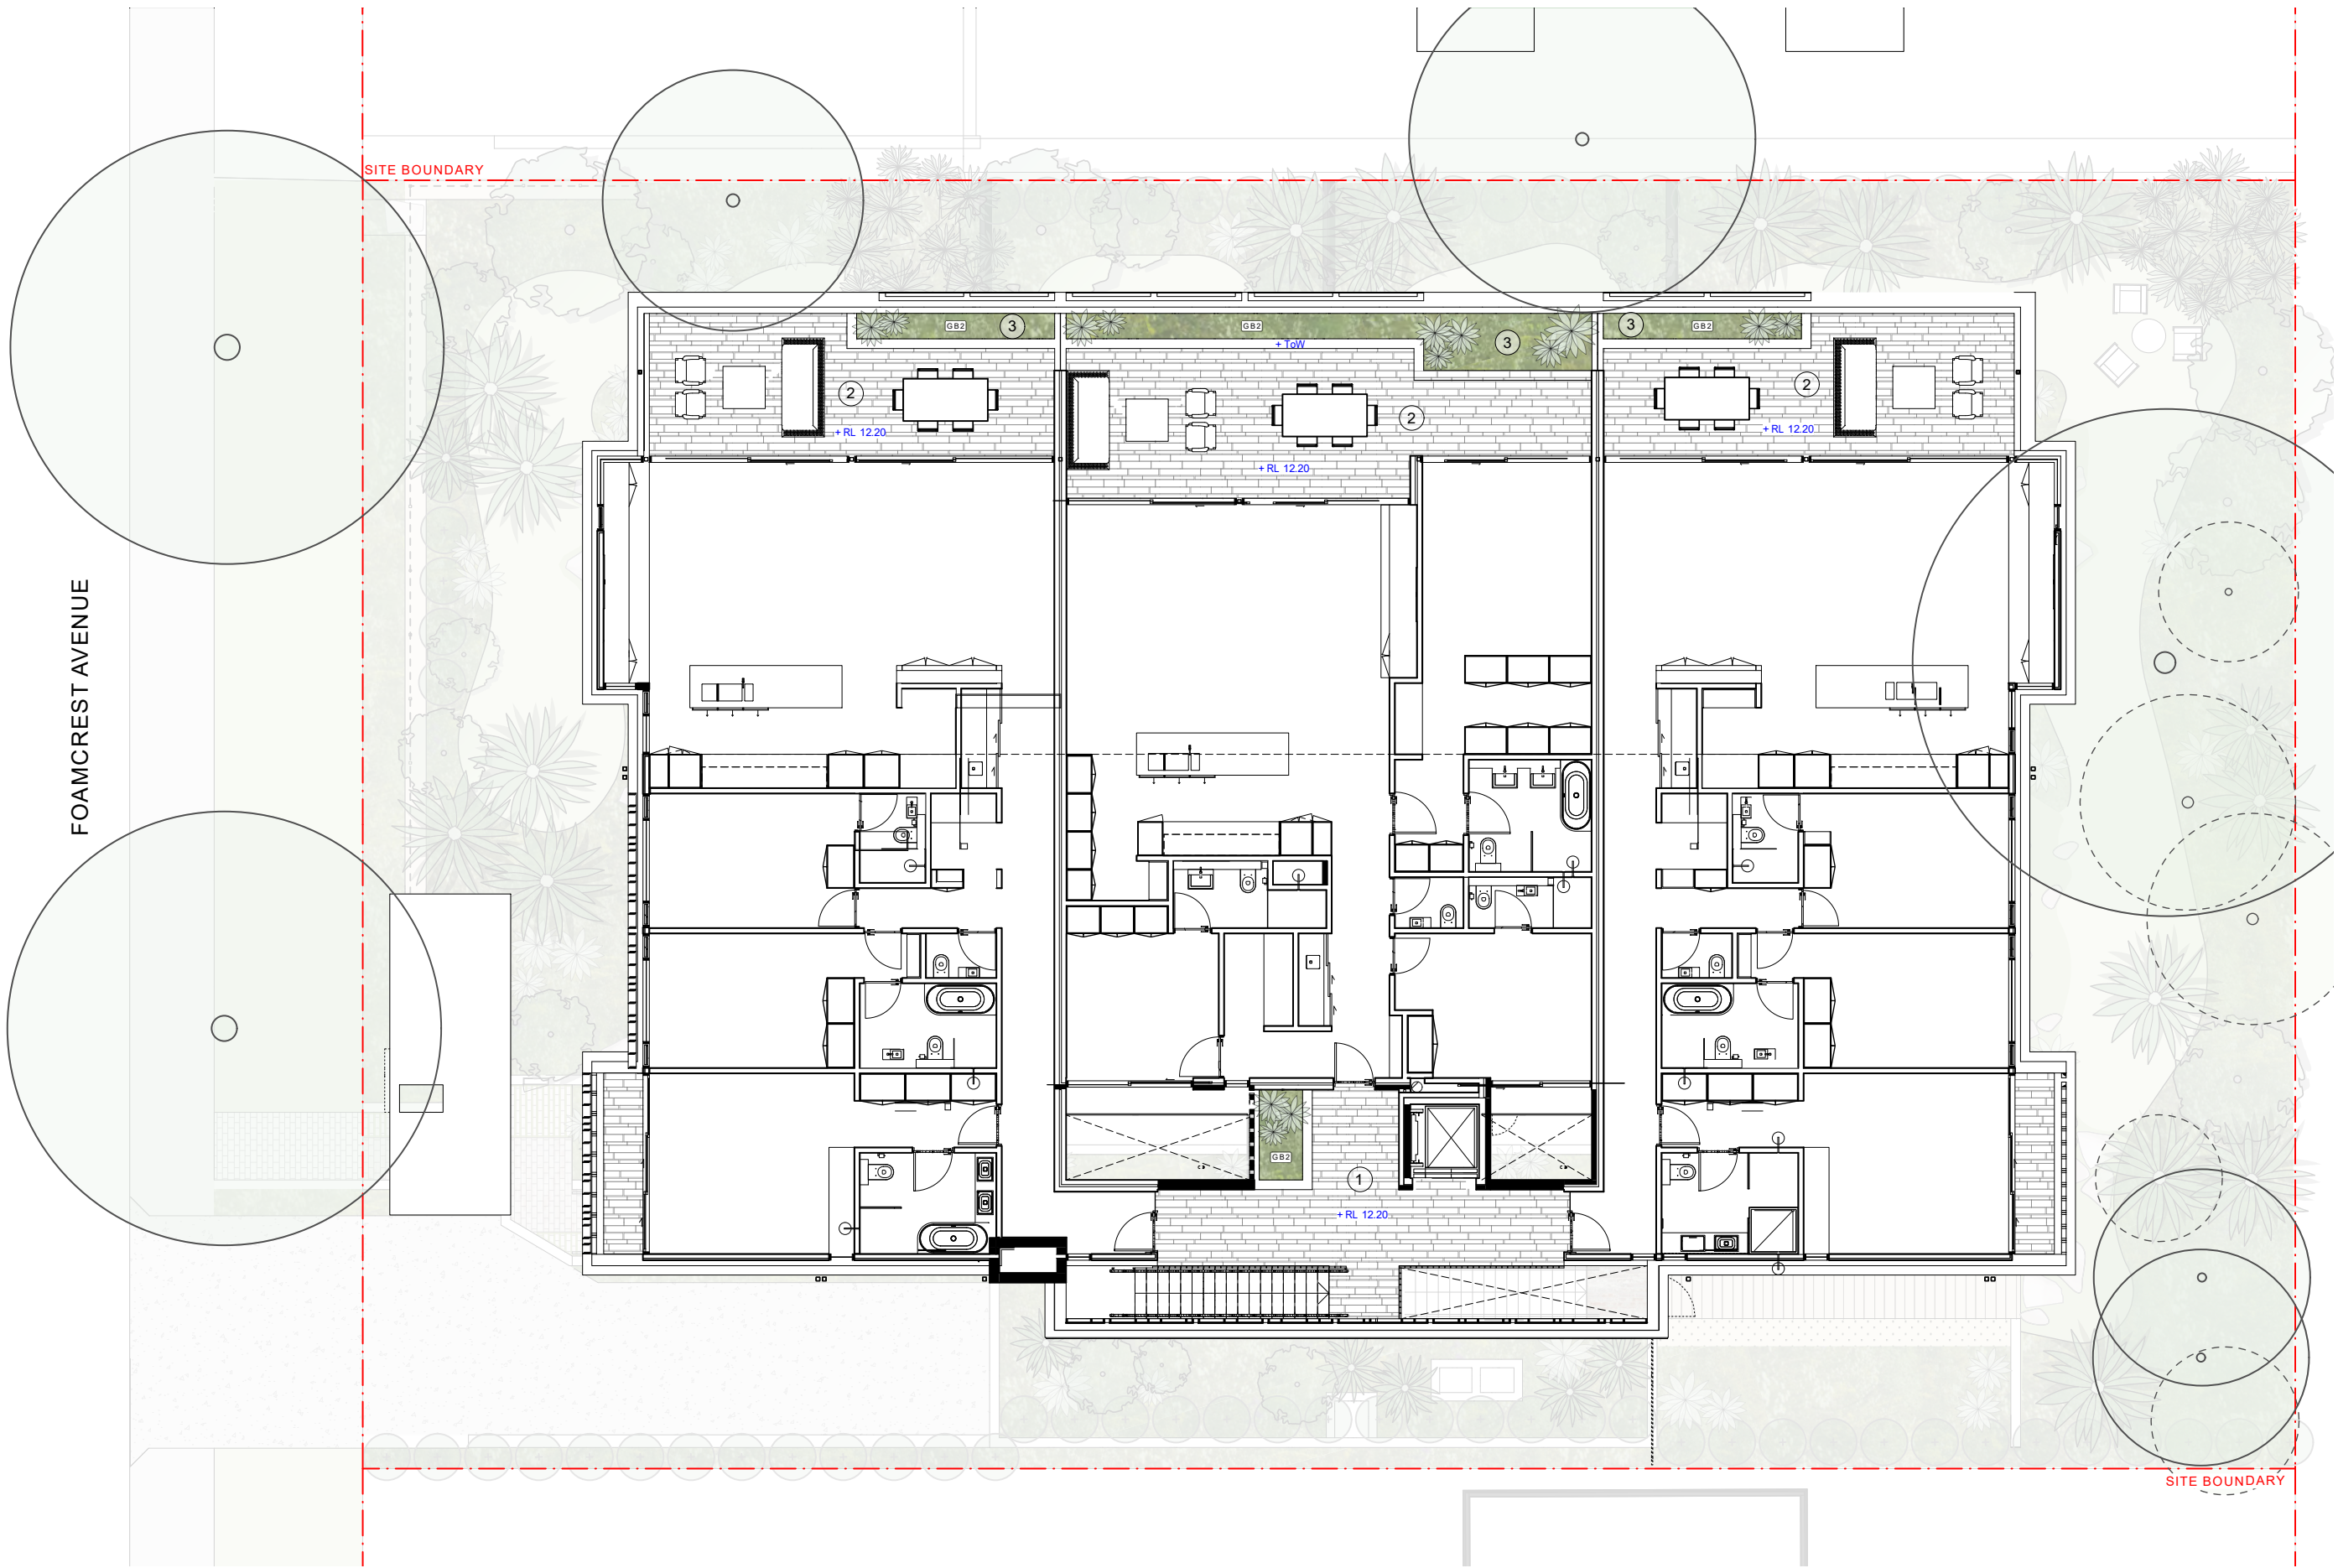 SITE BOUNDARY
GB2
3
GB2
3
3
GB2
+ ToW
2
2
2
+ RL 12.20
+ RL 12.20
+ RL 12.20
FOAMCREST AVENUE
GB2
1
+ RL 12.20
SITE BOUNDARY